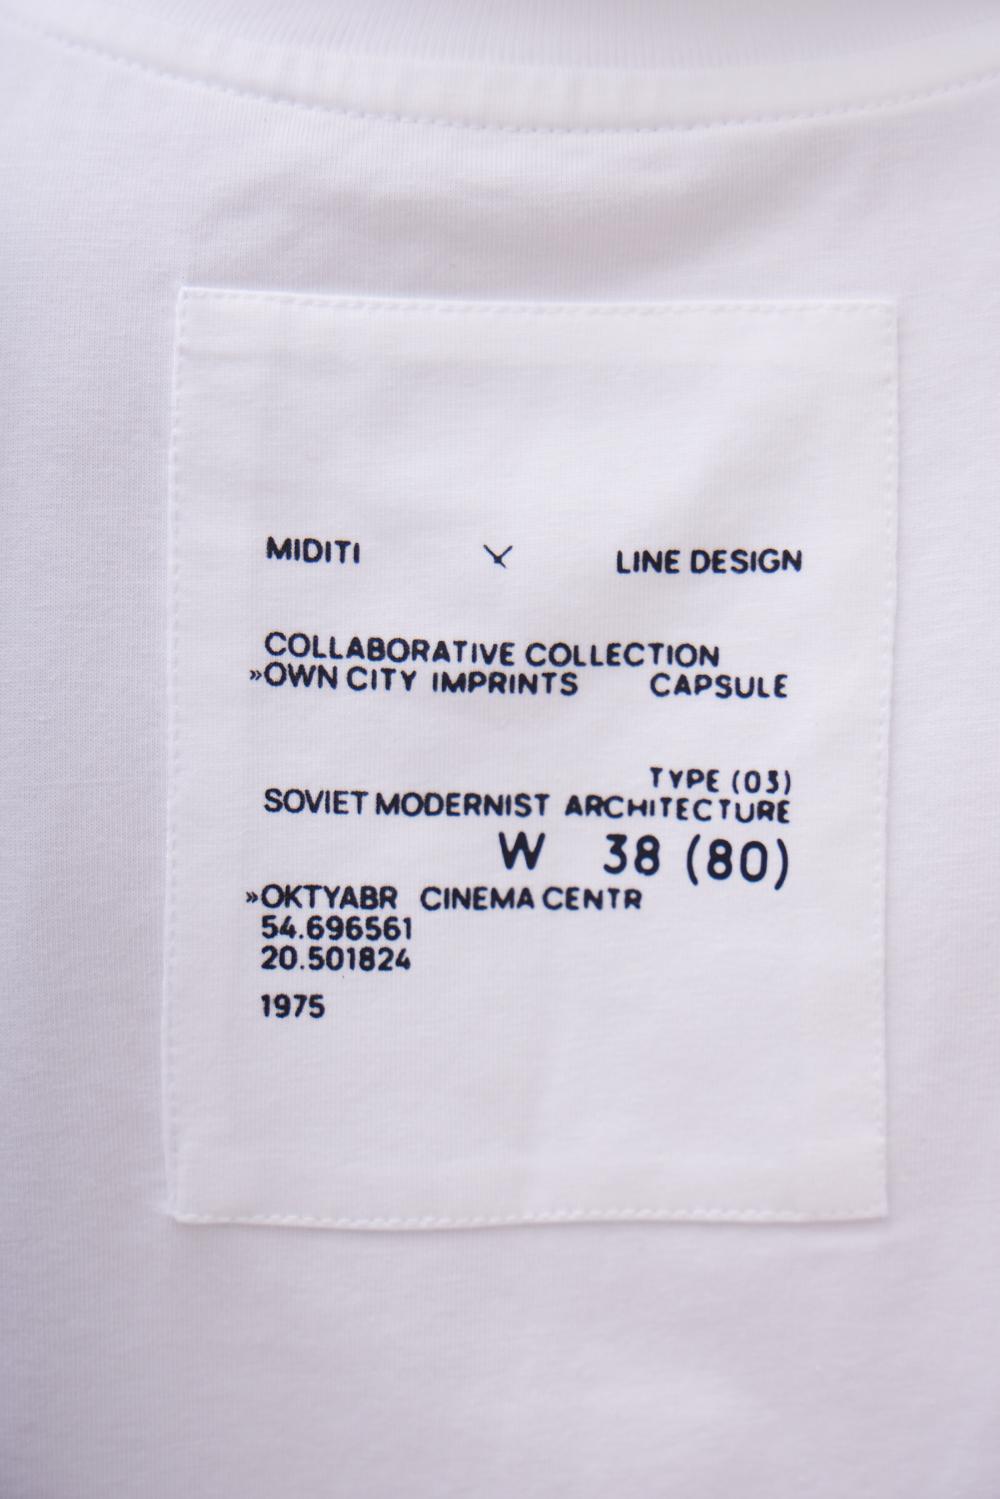 MIDITI LINE DESIGN
COLLABORATIVE COLLECTION
»OWN CITY IMPRINTS CAPSULE
TYPE (03)
SOVIET MODERNIST ARCHITECTURE
W 38 (80)
»OKTYABR CINEMA CENTR
54.696561
20.501824
1975